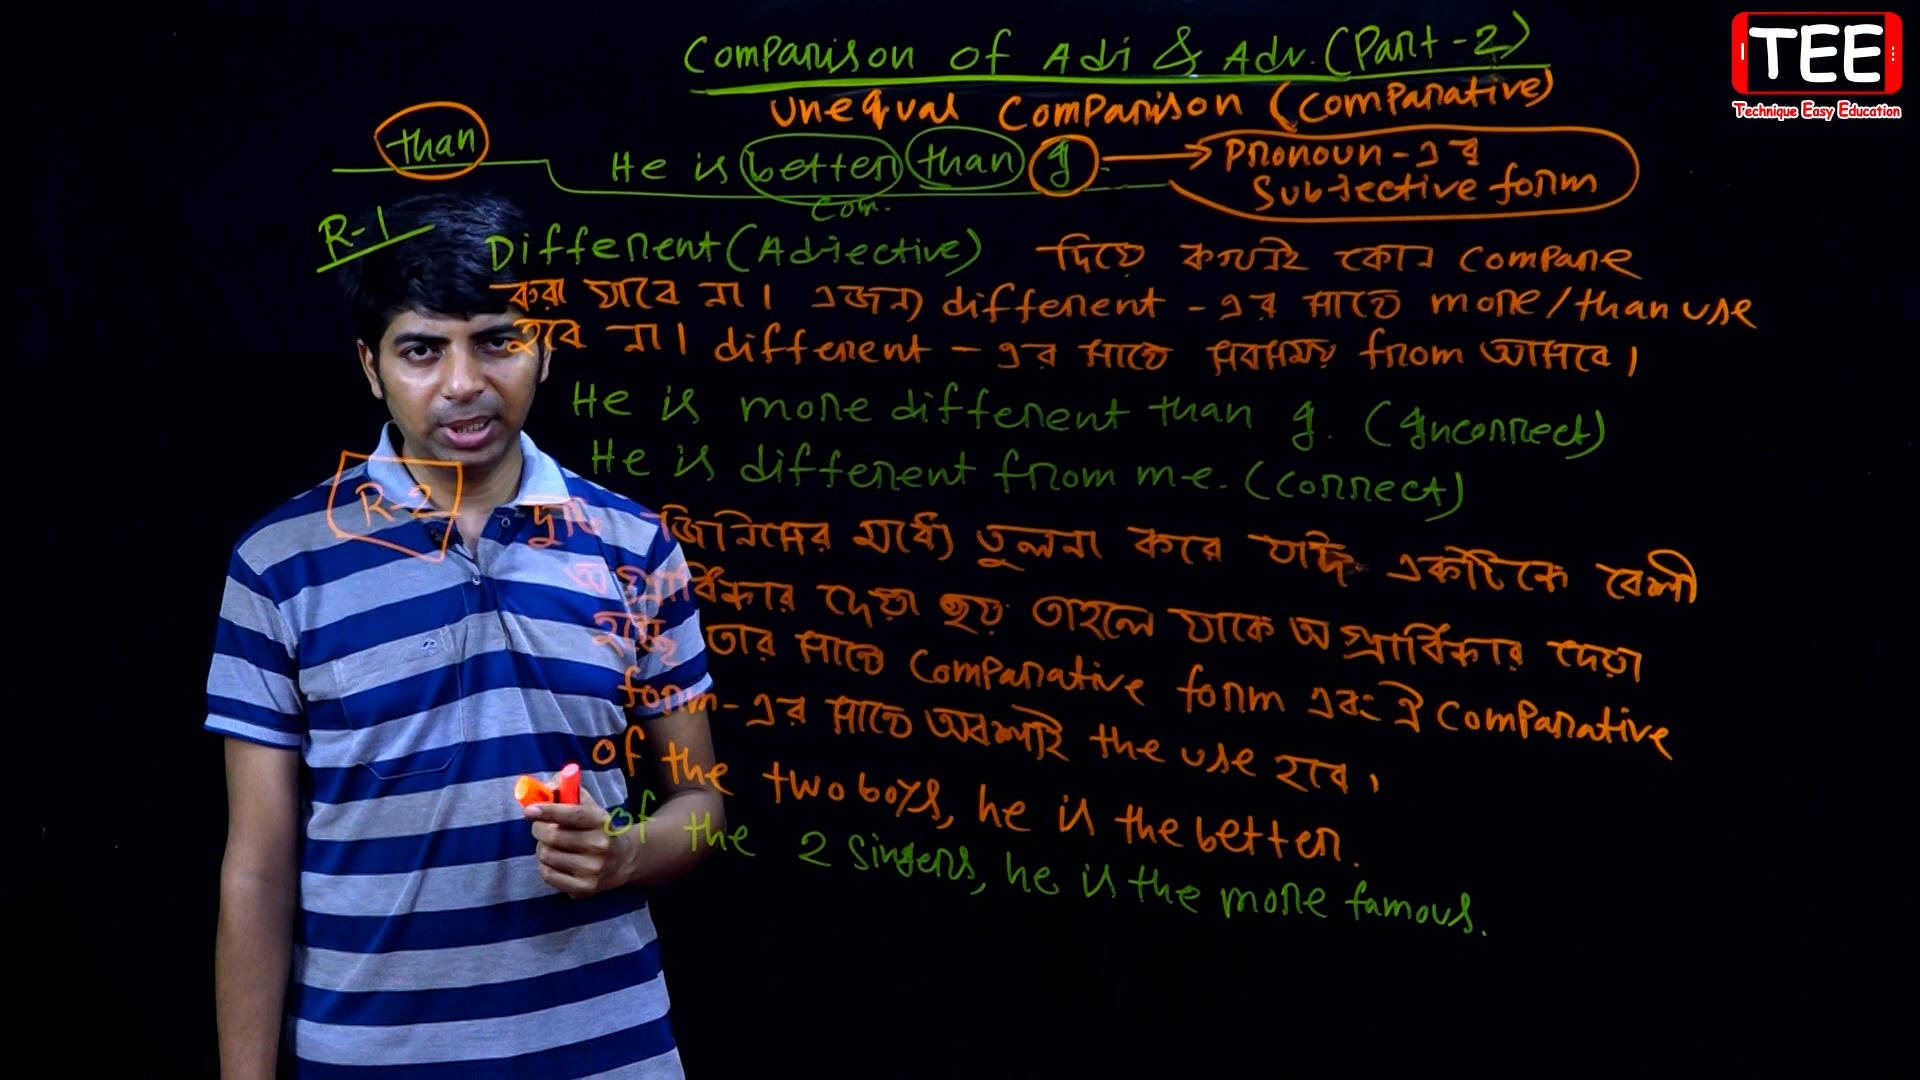 Comparison of Adj & Adv. (Part-2)
TEE
Technique Easy Education
Unequal Comparison (Comparative)
than
He is better than I → Pronoun-এর
Subjective form
com.
R-1
Different (Adjective) দিয়ে কখনই কোন compare
করা যাবে না। এজন্য different -এর সাথে more/than use
হবে না। different -এর সাথে সবসময় from আসবে।
He is more different than I. (Incorrect)
He is different from me. (correct)
R-2
দুটি জিনিসের মধ্যে তুলনা করে যদি একটিকে বেশী
অগ্রাধিকার দেয়া হয় তাহলে যাকে অগ্রাধিকার দেয়া
হচ্ছে তার সাথে Comparative form এবং ঐ Comparative
form-এর সাথে অবশ্যই the use হবে।
of the two boys, he is the better.
of the 2 singers, he is the more famous.